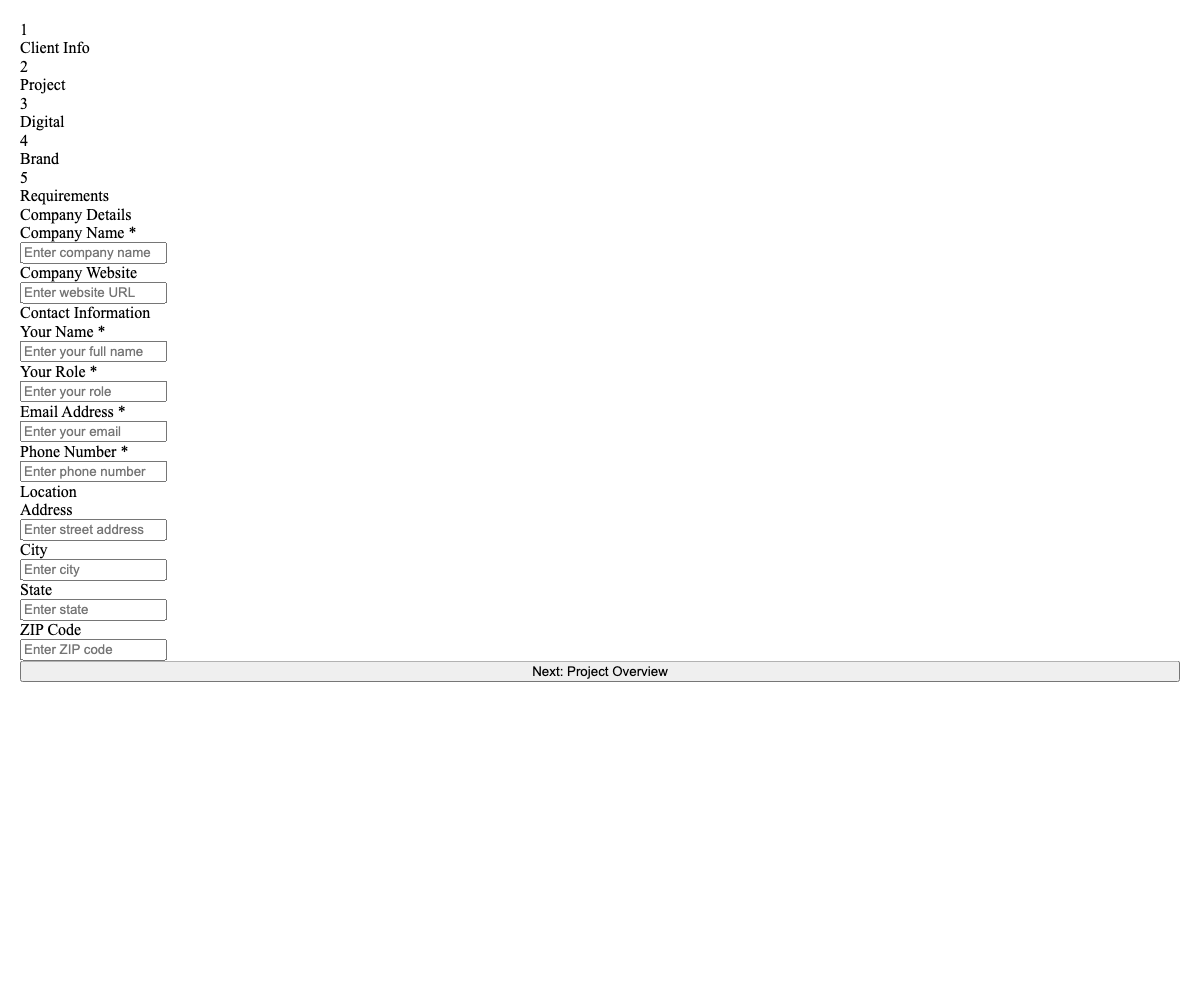 1
Client Info
2
Project
3
Digital
4
Brand
5
Requirements
Company Details
Company Name *
Enter company name
Company Website
Enter website URL
Contact Information
Your Name *
Enter your full name
Your Role *
Enter your role
Email Address *
Enter your email
Phone Number *
Enter phone number
Location
Address
Enter street address
City
Enter city
State
Enter state
ZIP Code
Enter ZIP code
Next: Project Overview